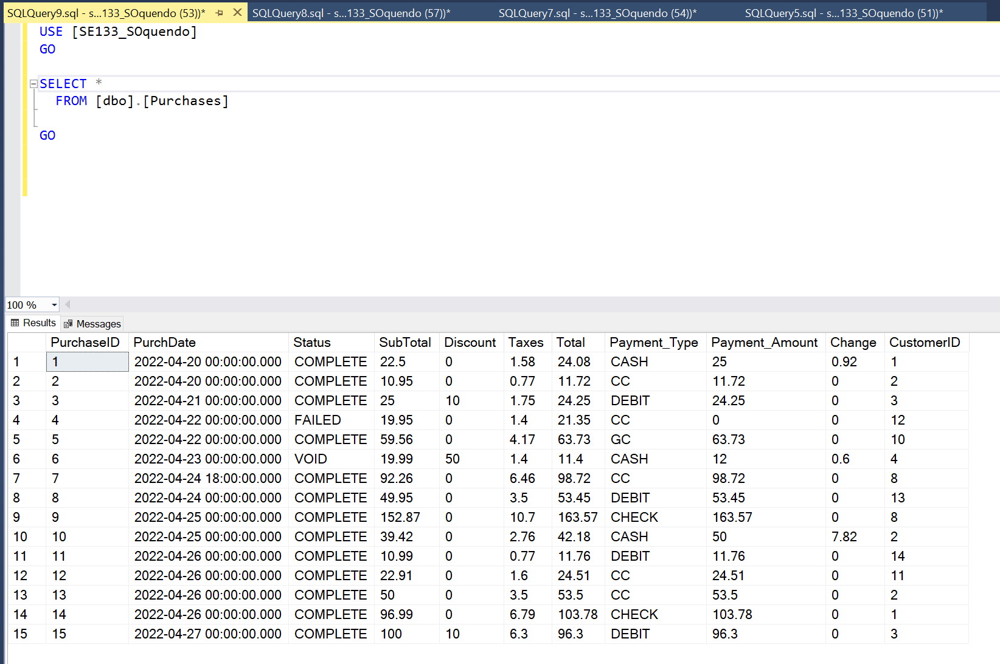 SQLQuery9.sql - s...133_SOquendo (53))* SQLQuery8.sql - s...133_SOquendo (57))* SQLQuery7.sql - s...133_SOquendo (54))* SQLQuery5.sql - s...133_SOquendo (51))*
USE [SE133_SOquendo]
GO
SELECT *
FROM [dbo].[Purchases]
GO
100 %
Results Messages
PurchaseID PurchDate Status SubTotal Discount Taxes Total Payment_Type Payment_Amount Change CustomerID
1 1 2022-04-20 00:00:00.000 COMPLETE 22.5 0 1.58 24.08 CASH 25 0.92 1
2 2 2022-04-20 00:00:00.000 COMPLETE 10.95 0 0.77 11.72 CC 11.72 0 2
3 3 2022-04-21 00:00:00.000 COMPLETE 25 10 1.75 24.25 DEBIT 24.25 0 3
4 4 2022-04-22 00:00:00.000 FAILED 19.95 0 1.4 21.35 CC 0 0 12
5 5 2022-04-22 00:00:00.000 COMPLETE 59.56 0 4.17 63.73 GC 63.73 0 10
6 6 2022-04-23 00:00:00.000 VOID 19.99 50 1.4 11.4 CASH 12 0.6 4
7 7 2022-04-24 18:00:00.000 COMPLETE 92.26 0 6.46 98.72 CC 98.72 0 8
8 8 2022-04-24 00:00:00.000 COMPLETE 49.95 0 3.5 53.45 DEBIT 53.45 0 13
9 9 2022-04-25 00:00:00.000 COMPLETE 152.87 0 10.7 163.57 CHECK 163.57 0 8
10 10 2022-04-25 00:00:00.000 COMPLETE 39.42 0 2.76 42.18 CASH 50 7.82 2
11 11 2022-04-26 00:00:00.000 COMPLETE 10.99 0 0.77 11.76 DEBIT 11.76 0 14
12 12 2022-04-26 00:00:00.000 COMPLETE 22.91 0 1.6 24.51 CC 24.51 0 11
13 13 2022-04-26 00:00:00.000 COMPLETE 50 0 3.5 53.5 CC 53.5 0 2
14 14 2022-04-26 00:00:00.000 COMPLETE 96.99 0 6.79 103.78 CHECK 103.78 0 1
15 15 2022-04-27 00:00:00.000 COMPLETE 100 10 6.3 96.3 DEBIT 96.3 0 3